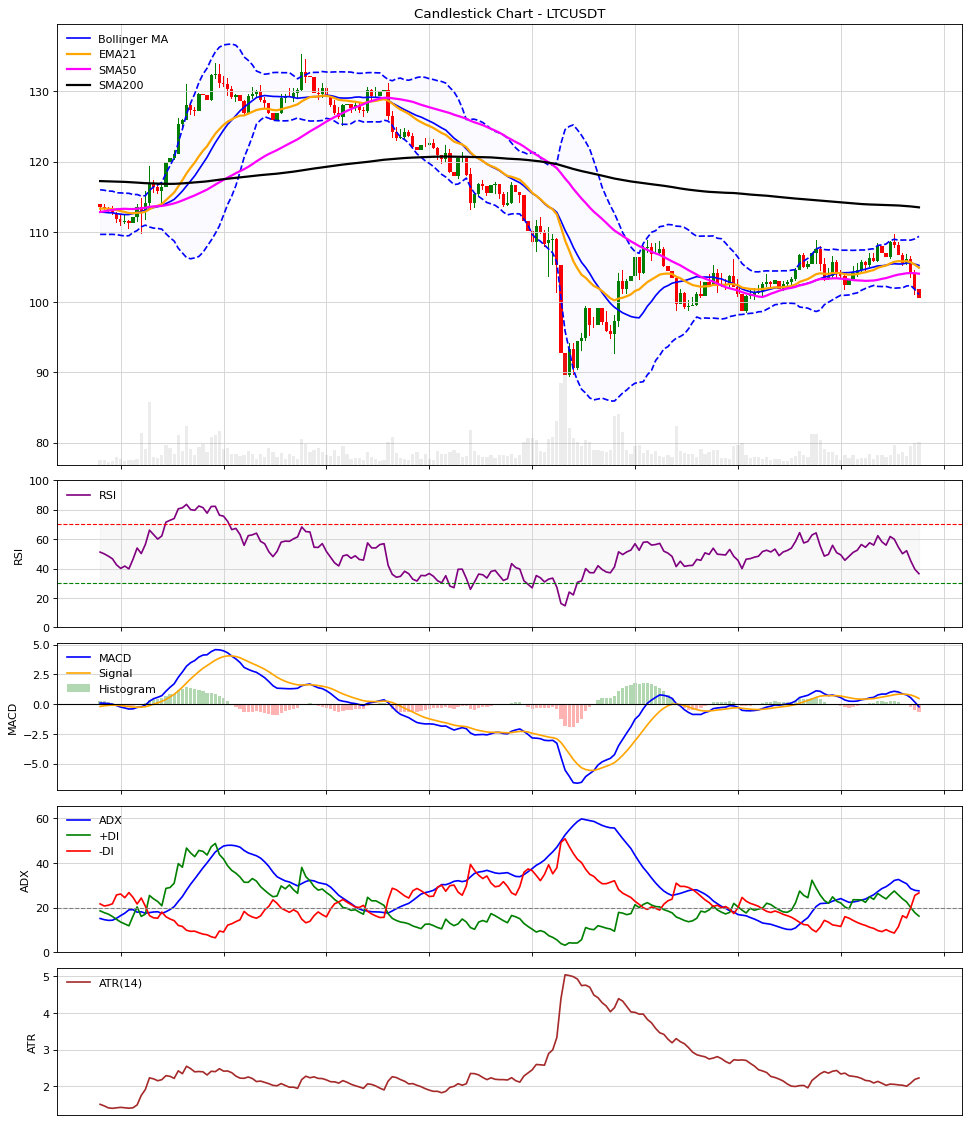 Candlestick Chart - LTCUSDT
Bollinger MA
EMA21
SMA50
SMA200
130
120
110
100
90
80
RSI
RSI
100
80
60
40
20
0
MACD
Signal
Histogram
MACD
5.0
2.5
0.0
−2.5
−5.0
ADX
+DI
-DI
ADX
60
40
20
0
ATR(14)
ATR
5
4
3
2